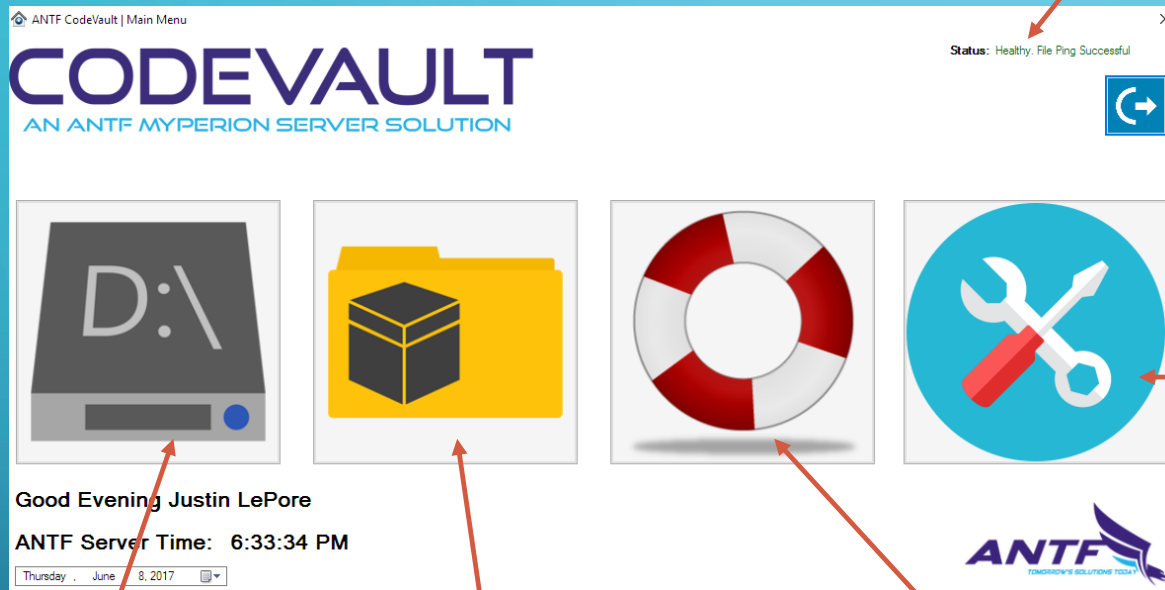 ANTF CodeVault | Main Menu
Status: Healthy. File Ping Successful
CODEVAULT
AN ANTF MYPERION SERVER SOLUTION
D:\
Good Evening Justin LePore
ANTF Server Time: 6:33:34 PM
Thursday , June 8, 2017
ANTF
TOMORROW'S SOLUTIONS TODAY